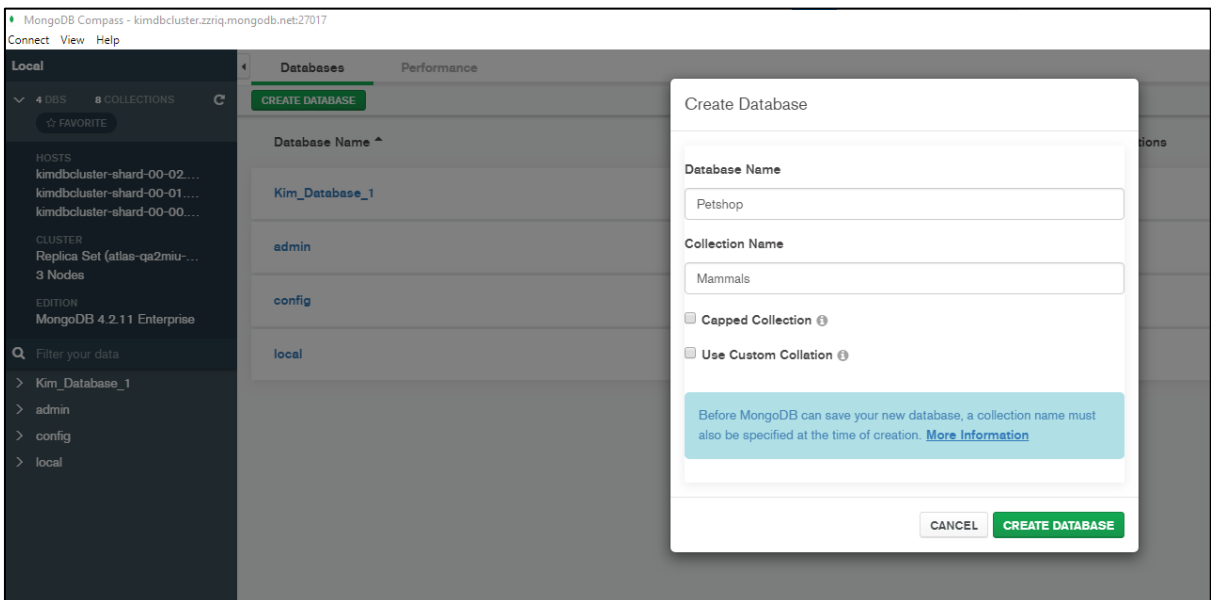 MongoDB Compass - kimdbcluster.zzriq.mongodb.net:27017
Connect View Help
Local
4 DBS 8 COLLECTIONS
FAVORITE
HOSTS
kimdbcluster-shard-00-02....
kimdbcluster-shard-00-01....
kimdbcluster-shard-00-00....
CLUSTER
Replica Set (atlas-qa2miu-...
3 Nodes
EDITION
MongoDB 4.2.11 Enterprise
Filter your data
Kim_Database_1
admin
config
local
Databases Performance
CREATE DATABASE
Database Name
Kim_Database_1
admin
config
local
tions
Create Database
Database Name
Petshop
Collection Name
Mammals
Capped Collection
Use Custom Collation
Before MongoDB can save your new database, a collection name must
also be specified at the time of creation. More Information
CANCEL CREATE DATABASE